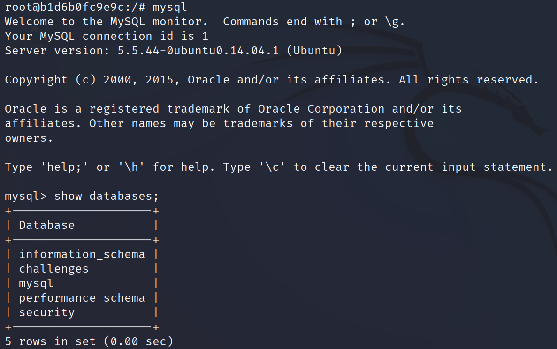 root@b1d6b0fc9e9c:/# mysql
Welcome to the MySQL monitor.  Commands end with ; or \g.
Your MySQL connection id is 1
Server version: 5.5.44-0ubuntu0.14.04.1 (Ubuntu)

Copyright (c) 2000, 2015, Oracle and/or its affiliates. All rights reserved.

Oracle is a registered trademark of Oracle Corporation and/or its
affiliates. Other names may be trademarks of their respective
owners.

Type 'help;' or '\h' for help. Type '\c' to clear the current input statement.

mysql> show databases;
+--------------------+
| Database           |
+--------------------+
| information_schema |
| challenges         |
| mysql              |
| performance_schema |
| security           |
+--------------------+
5 rows in set (0.00 sec)